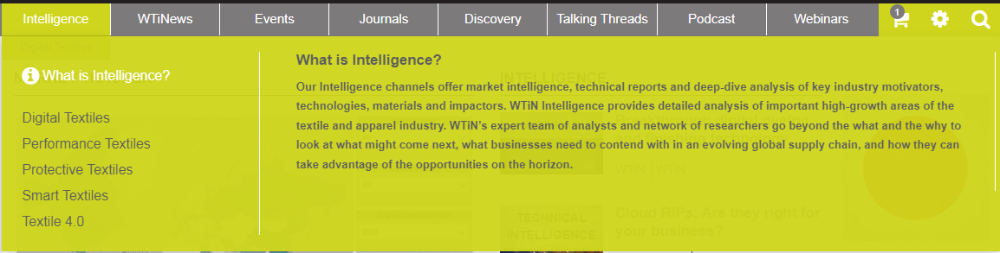 Intelligence
WTiNews
Events
Journals
Discovery
Talking Threads
Podcast
Webinars
1
What is Intelligence?
Digital Textiles
Performance Textiles
Protective Textiles
Smart Textiles
Textile 4.0
What is Intelligence?
Our Intelligence channels offer market intelligence, technical reports and deep-dive analysis of key industry motivators,
technologies, materials and impactors. WTiN Intelligence provides detailed analysis of important high-growth areas of the
textile and apparel industry. WTiN’s expert team of analysts and network of researchers go beyond the what and the why to
look at what might come next, what businesses need to contend with in an evolving global supply chain, and how they can
take advantage of the opportunities on the horizon.
INTELLIGENCE
WTiN
WTiN
TECHNICAL
INTELLIGENCE
Cloud RIPs: Are they right for
your business?